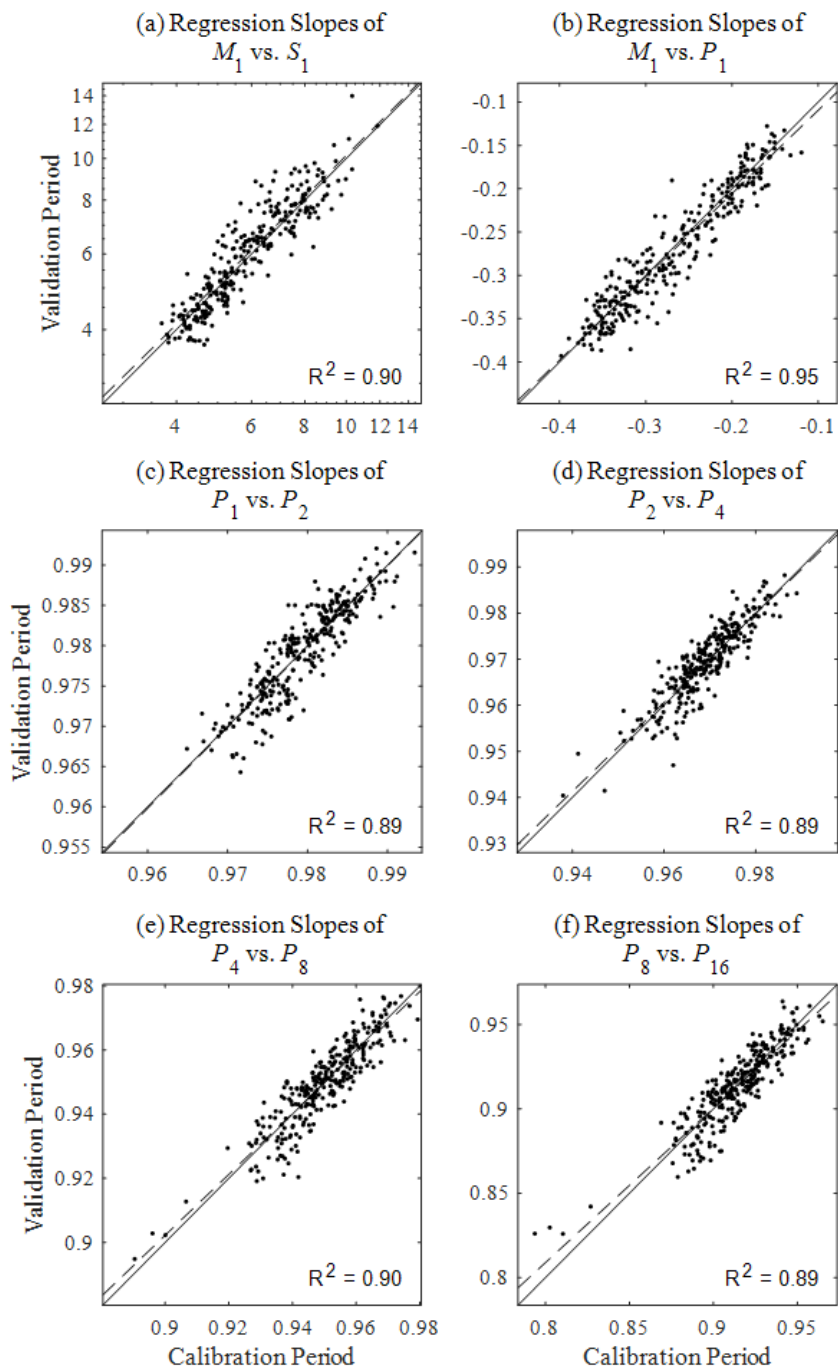 (a) Regression Slopes of
M1 vs. S1
14
12
10
8
6
4
Validation Period
R2 = 0.90
4 6 8 10 12 14
(b) Regression Slopes of
M1 vs. P1
-0.1
-0.15
-0.2
-0.25
-0.3
-0.35
-0.4
R2 = 0.95
-0.4 -0.3 -0.2 -0.1
(c) Regression Slopes of
P1 vs. P2
0.99
0.985
0.98
0.975
0.97
0.965
0.96
0.955
Validation Period
R2 = 0.89
0.96 0.97 0.98 0.99
(d) Regression Slopes of
P2 vs. P4
0.99
0.98
0.97
0.96
0.95
0.94
0.93
R2 = 0.89
0.94 0.96 0.98
(e) Regression Slopes of
P4 vs. P8
0.98
0.96
0.94
0.92
0.9
Validation Period
R2 = 0.90
0.9 0.92 0.94 0.96 0.98
Calibration Period
(f) Regression Slopes of
P8 vs. P16
0.95
0.9
0.85
0.8
R2 = 0.89
0.8 0.85 0.9 0.95
Calibration Period